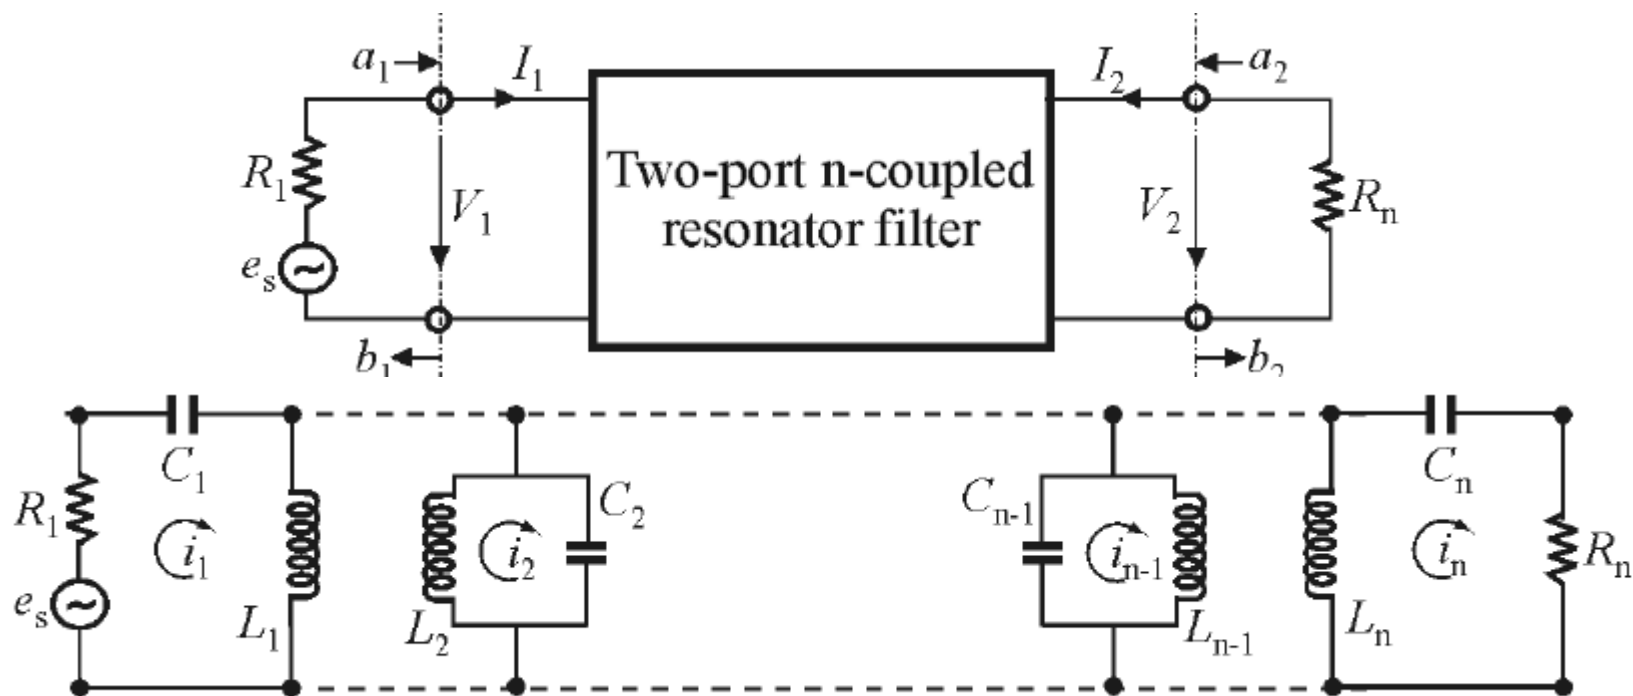 a₁ I₁ I₂ a₂
R₁ V₁ Two-port n-coupled V₂ Rₙ
resonator filter
eₛ
b₁ b₂
C₁ Cₙ
R₁ i₁ L₂ i₂ C₂ Cₙ₋₁ iₙ₋₁ Lₙ₋₁ iₙ Rₙ
eₛ L₁ Lₙ